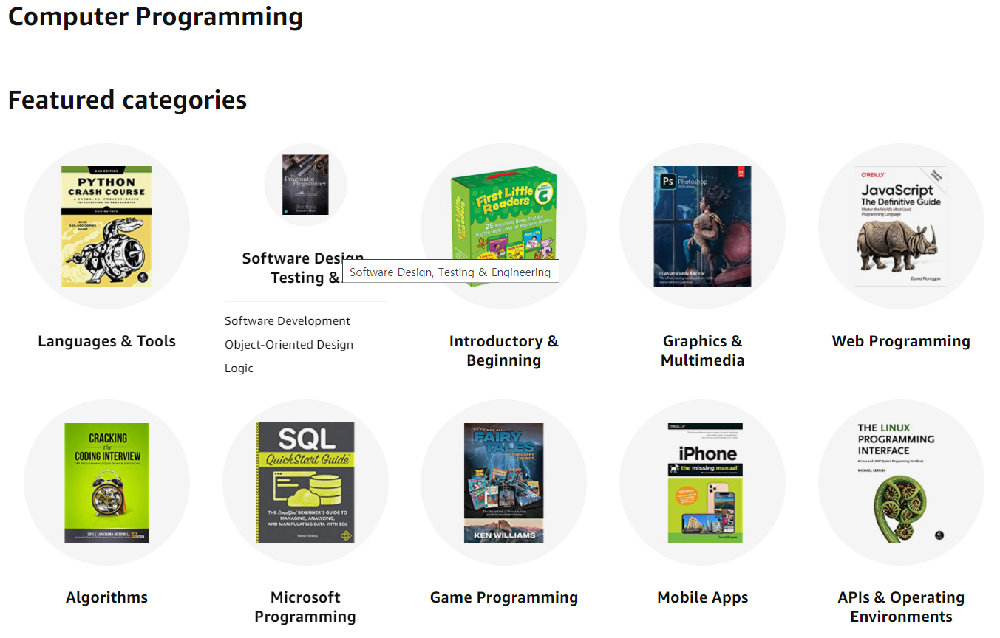 Computer Programming
Featured categories
2ND EDITION
PYTHON
CRASH COURSE
A HANDS-ON, PROJECT-BASED
INTRODUCTION TO PROGRAMMING
ERIC MATTHES
OVER
COPIES
SOLD!
Languages & Tools
The
Pragmatic
Programmer
Software Design,
Testing &
Software Design, Testing & Engineering
Software Development
Object-Oriented Design
Logic
First Little
Readers
C
25 Irresistible Books That Are
Just the Right Level for Beginning Readers
First Little
Readers
Introductory &
Beginning
Ps
Adobe
Photoshop
2020 release
CLASSROOM IN A BOOK
Graphics &
Multimedia
O'REILLY
JavaScript
The Definitive Guide
Master the World's Most-Used
Programming Language
David Flanagan
Web Programming
CRACKING
the
CODING INTERVIEW
189 PROGRAMMING QUESTIONS & SOLUTIONS
GAYLE LAAKMANN MCDOWELL
6TH
EDITION
Algorithms
SQL
QuickStart Guide
THE Simplified BEGINNER'S GUIDE TO
MANAGING, ANALYZING,
AND MANIPULATING DATA WITH SQL
Walter Shields
Microsoft
Programming
NOT ALL
FAIRY
TALES
HAVE HAPPY
ENDINGS
KEN WILLIAMS
Game Programming
O'REILLY
iPhone
the missing manual
David Pogue
Mobile Apps
THE LINUX
PROGRAMMING
INTERFACE
A Linux and UNIX System Programming Handbook
MICHAEL KERRISK
APIs & Operating
Environments